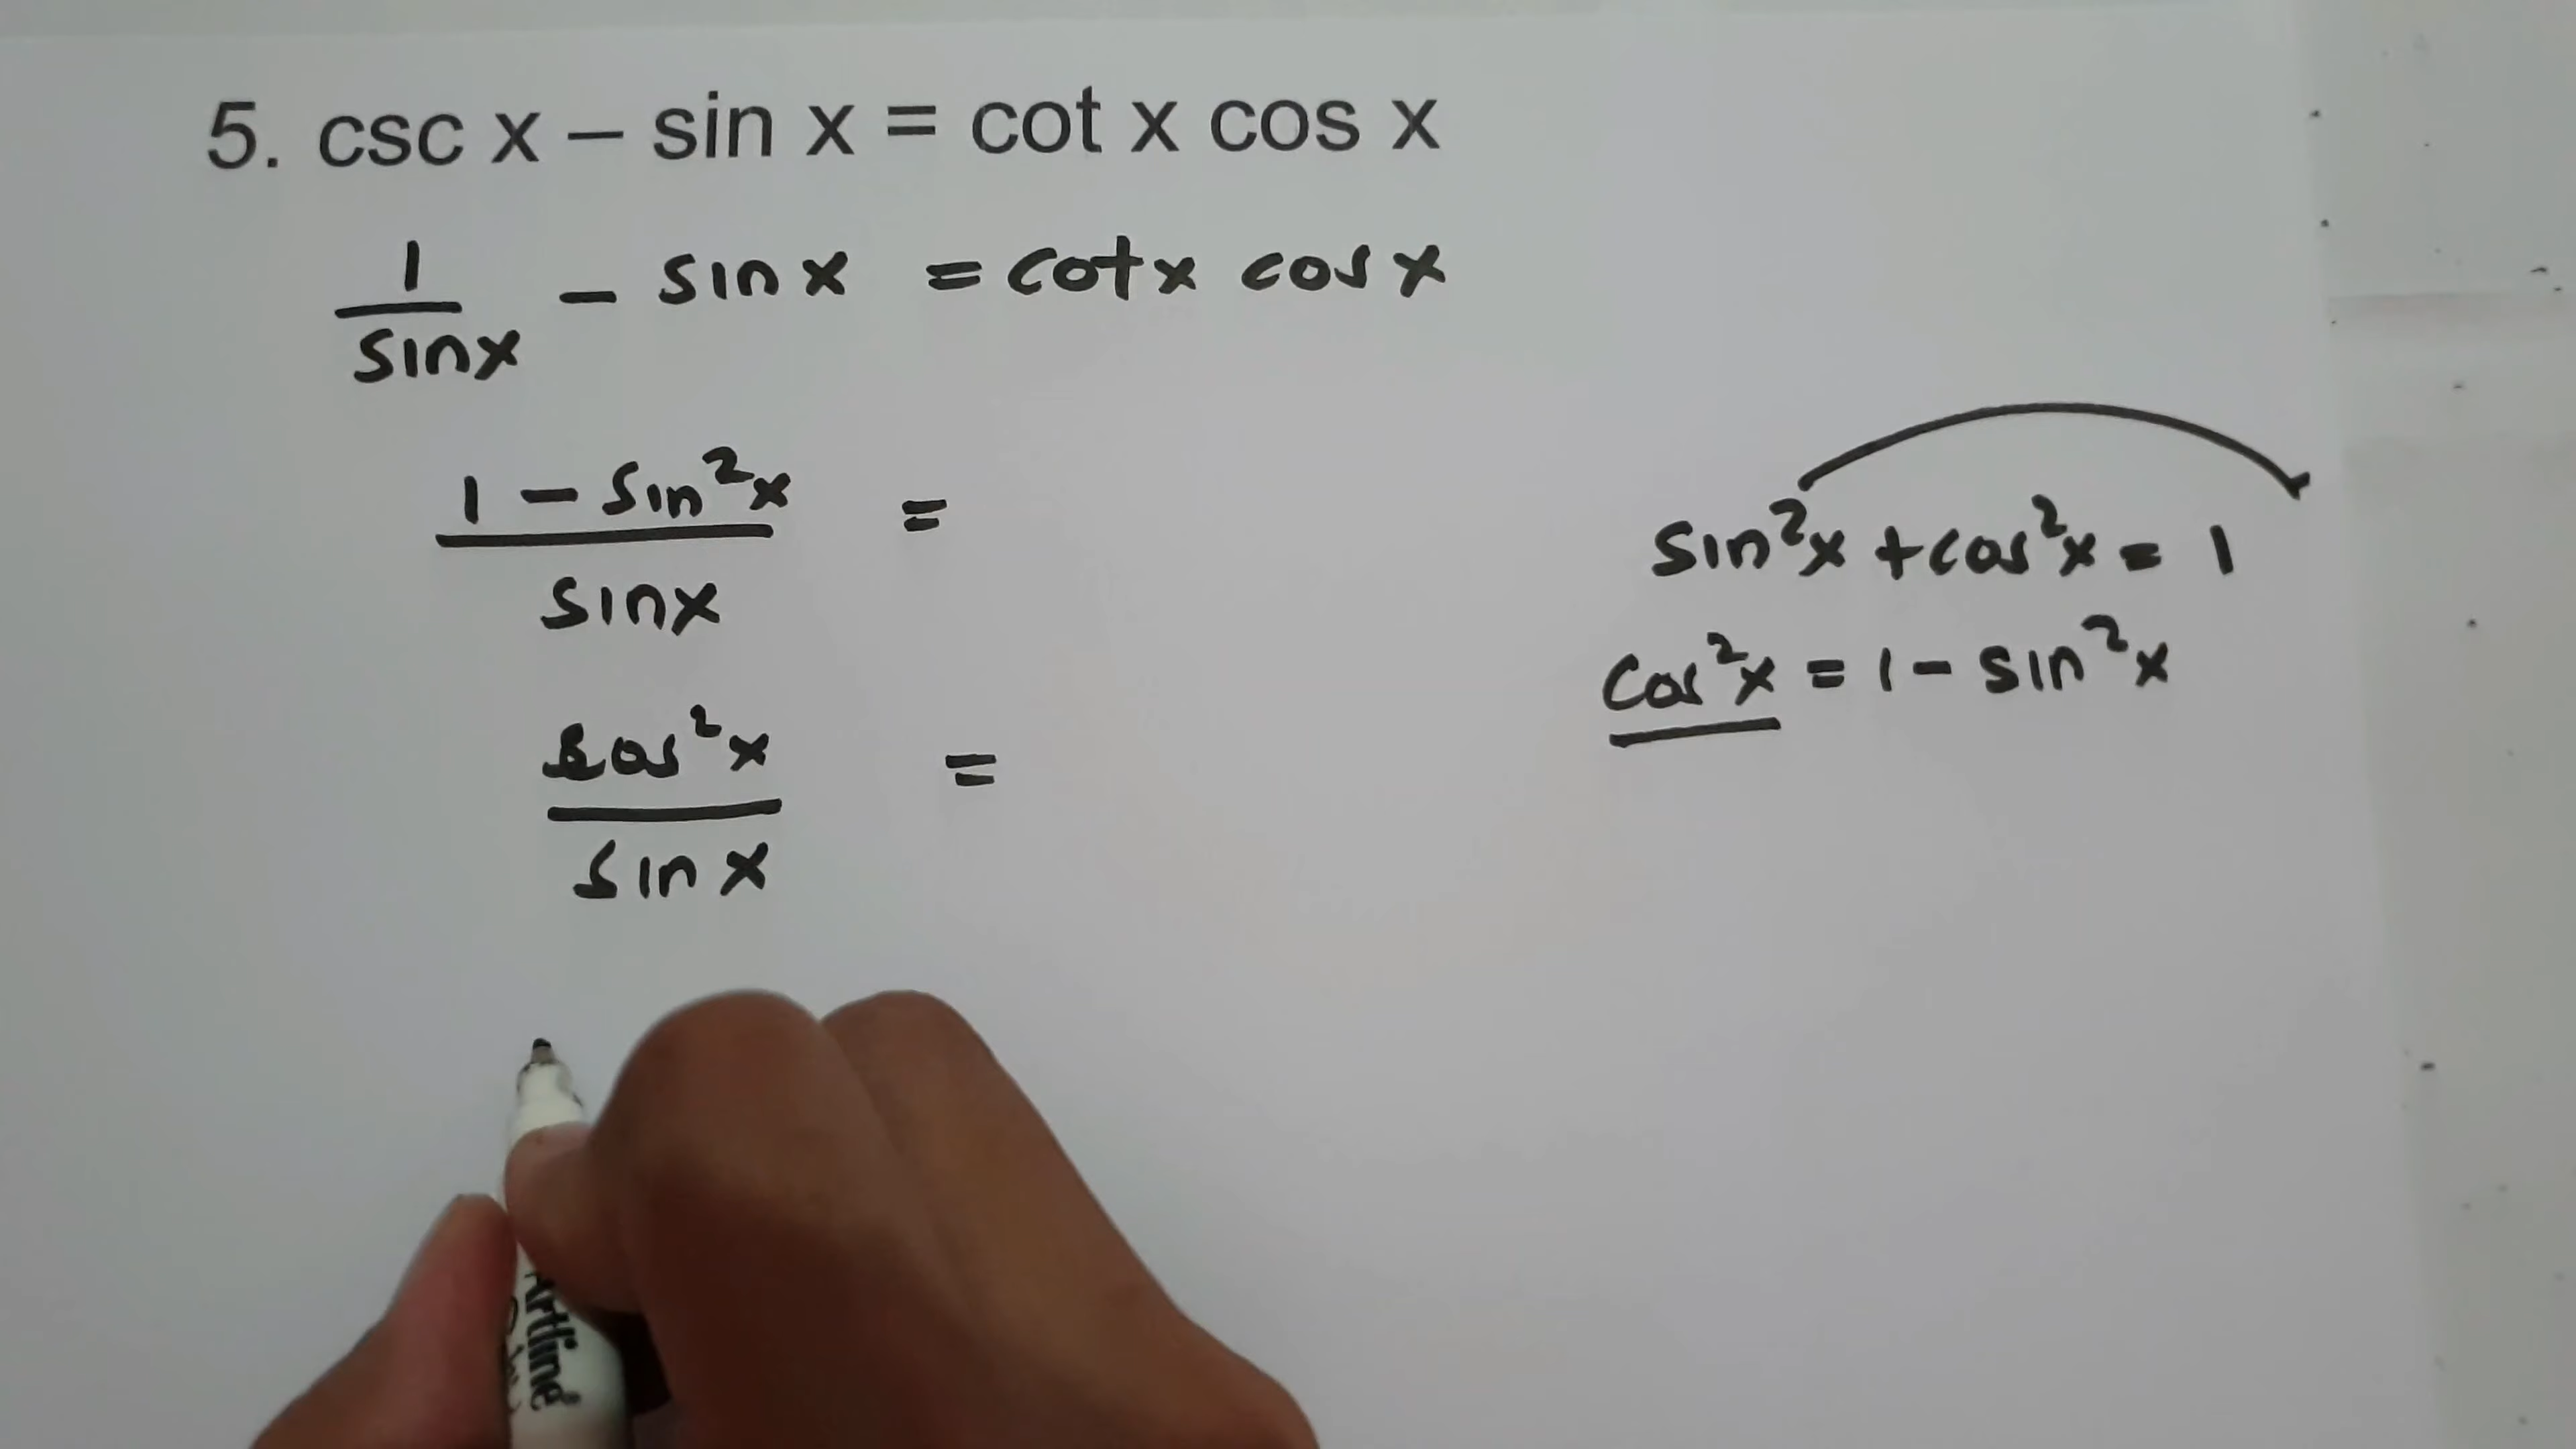 5. csc x – sin x = cot x cos x
1/sinx - sinx = cotx cosx
1 - sin²x / sinx =
sin²x + cos²x = 1
cos²x = 1 - sin²x
cos²x / sinx =
Artline